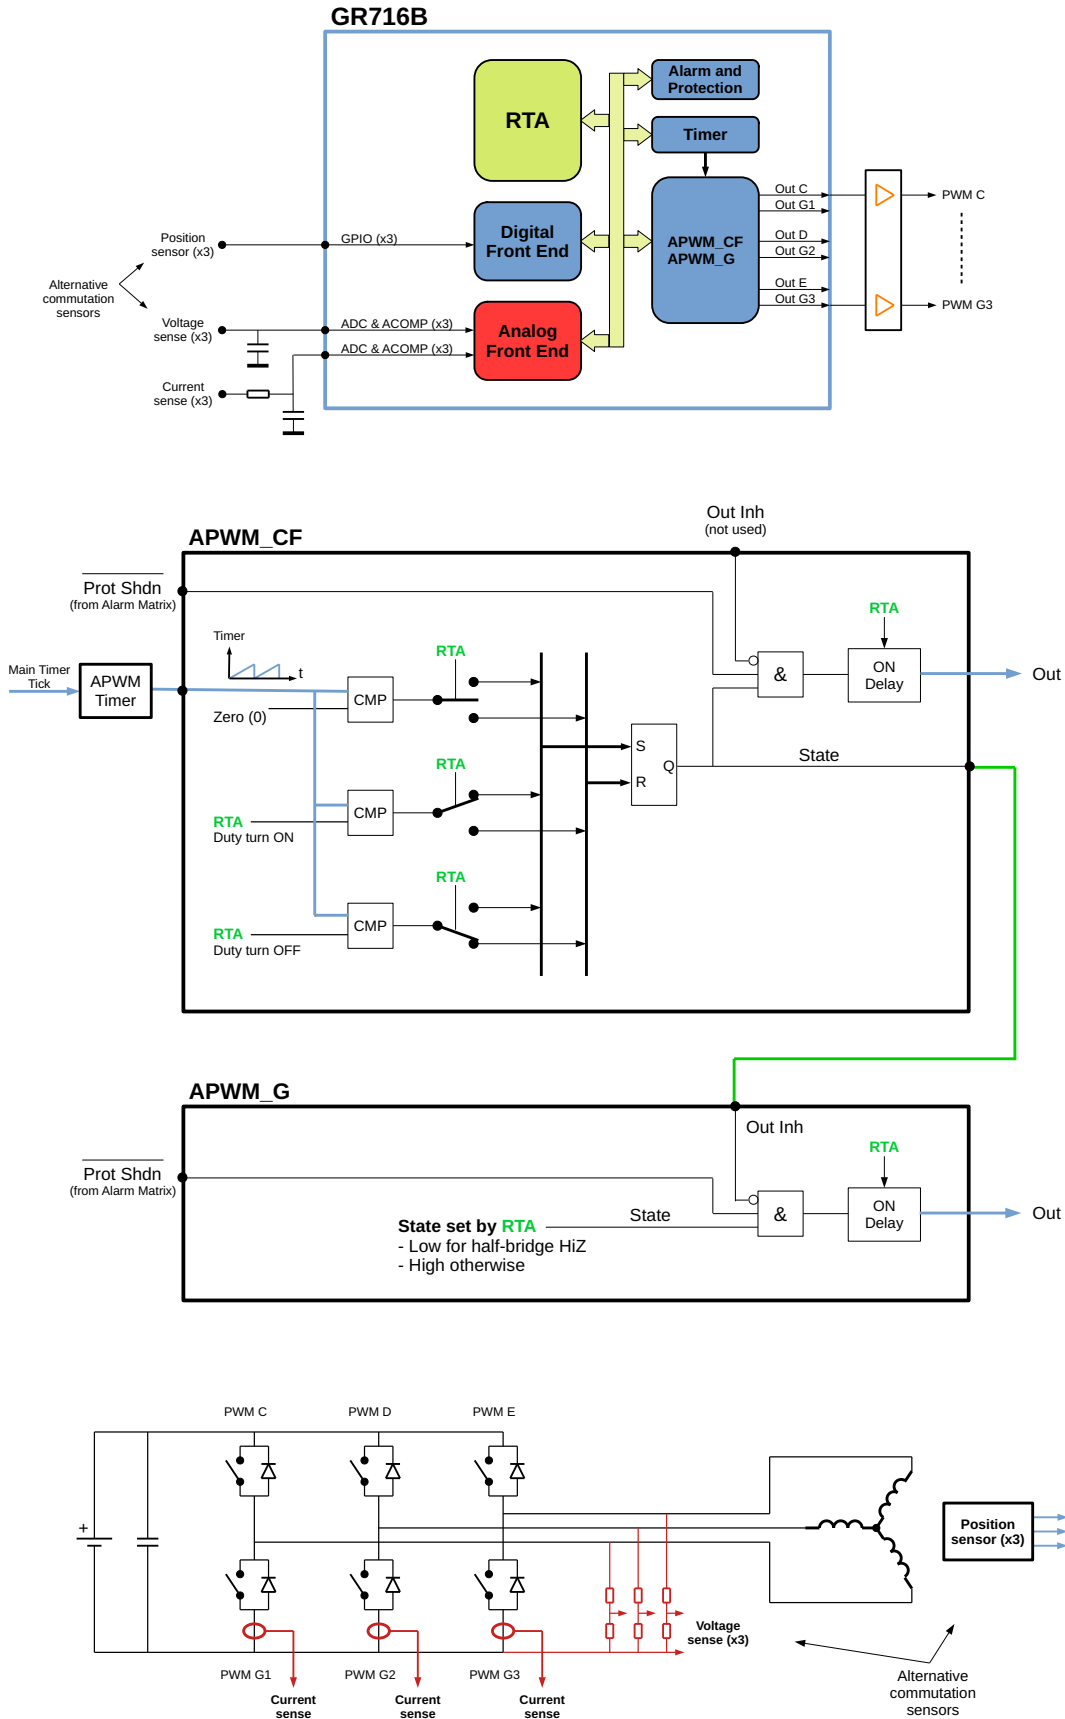 GR716B
RTA
Alarm and
Protection
Timer
Digital
Front End
APWM_CF
APWM_G
Analog
Front End
Position
sensor (x3)
GPIO (x3)
Alternative
commutation
sensors
Voltage
sense (x3)
ADC & ACOMP (x3)
ADC & ACOMP (x3)
Current
sense (x3)
Out C
Out G1
Out D
Out G2
Out E
Out G3
PWM C
PWM G3
Out Inh
(not used)
APWM_CF
Prot Shdn
(from Alarm Matrix)
Main Timer
Tick
APWM
Timer
Timer
t
Zero (0)
CMP
RTA
RTA
Duty turn ON
CMP
RTA
RTA
Duty turn OFF
CMP
RTA
S
R
Q
&
RTA
ON
Delay
Out
State
APWM_G
Out Inh
Prot Shdn
(from Alarm Matrix)
State set by RTA
- Low for half-bridge HiZ
- High otherwise
State
&
RTA
ON
Delay
Out
PWM C
PWM D
PWM E
+
Position
sensor (x3)
Voltage
sense (x3)
PWM G1
PWM G2
PWM G3
Current
sense
Current
sense
Current
sense
Alternative
commutation
sensors